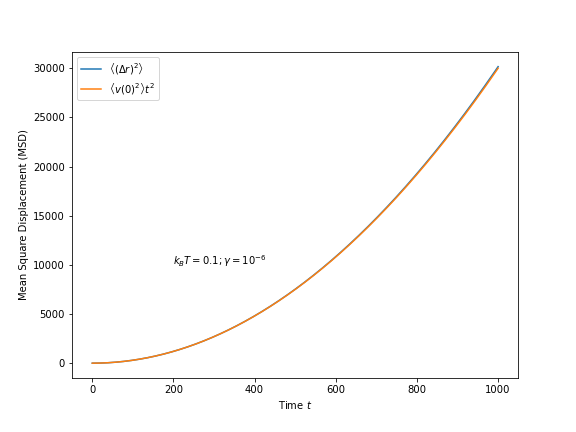 ⟨(Δr)²⟩
⟨v(0)²⟩t²
30000
25000
20000
15000
10000
5000
0
Mean Square Displacement (MSD)
k_BT = 0.1; γ = 10⁻⁶
0 200 400 600 800 1000
Time t